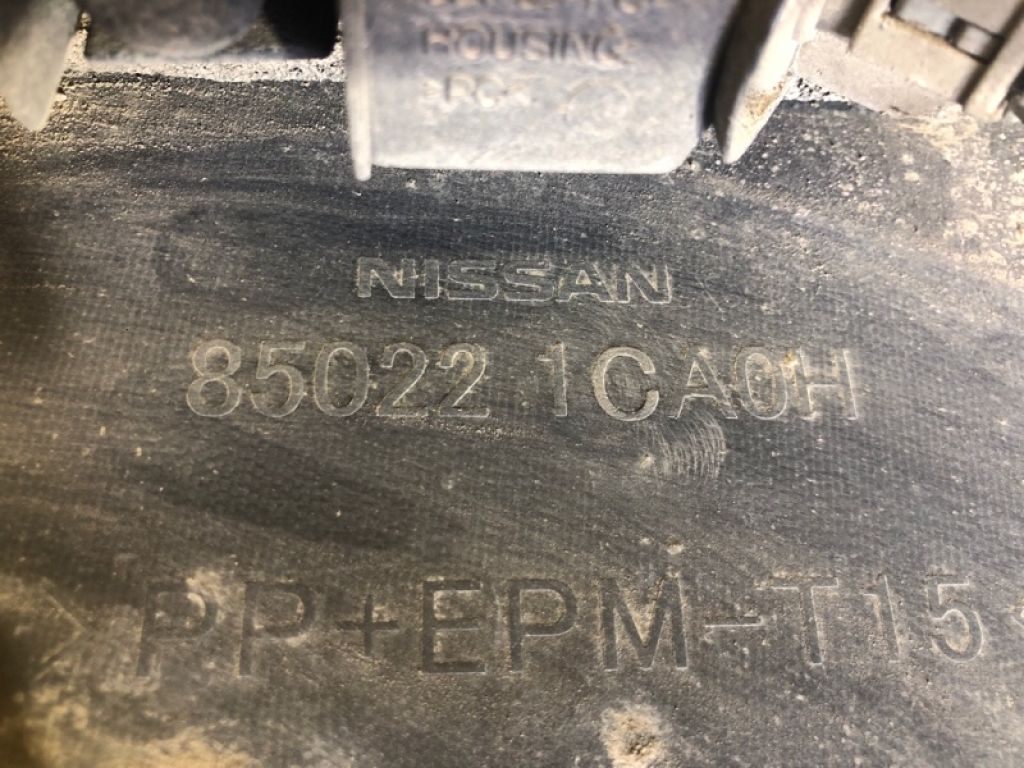 HOUSING
NISSAN
85022 1CA0H
>PP+EPM-T15<